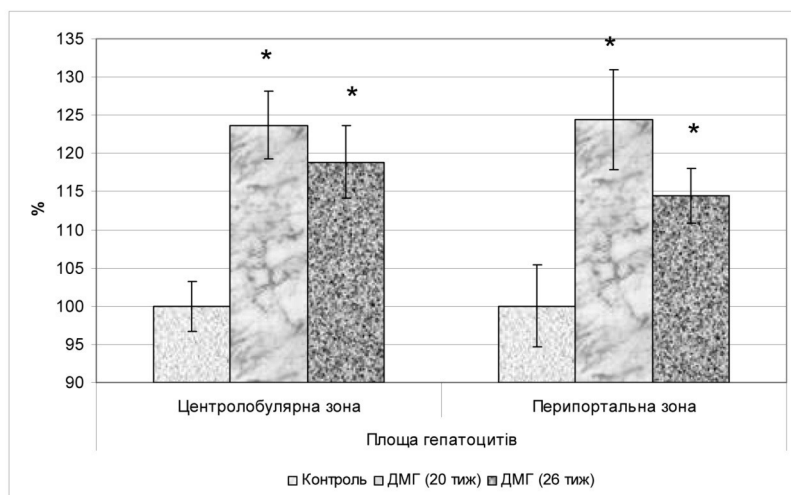 135
130
125
120
115
110
105
100
95
90
%
* * * *
Центролобулярна зона Перипортальна зона
Площа гепатоцитів
Контроль ДМГ (20 тиж) ДМГ (26 тиж)